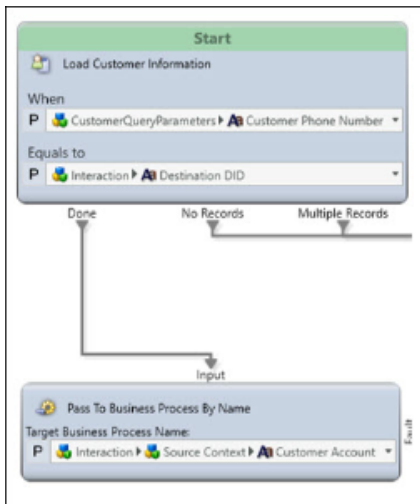 Start
Load Customer Information
When
P CustomerQueryParameters Customer Phone Number
Equals to
P Interaction Destination DID
Done No Records Multiple Records
Input
Pass To Business Process By Name
Target Business Process Name:
P Interaction Source Context Customer Account
Fault